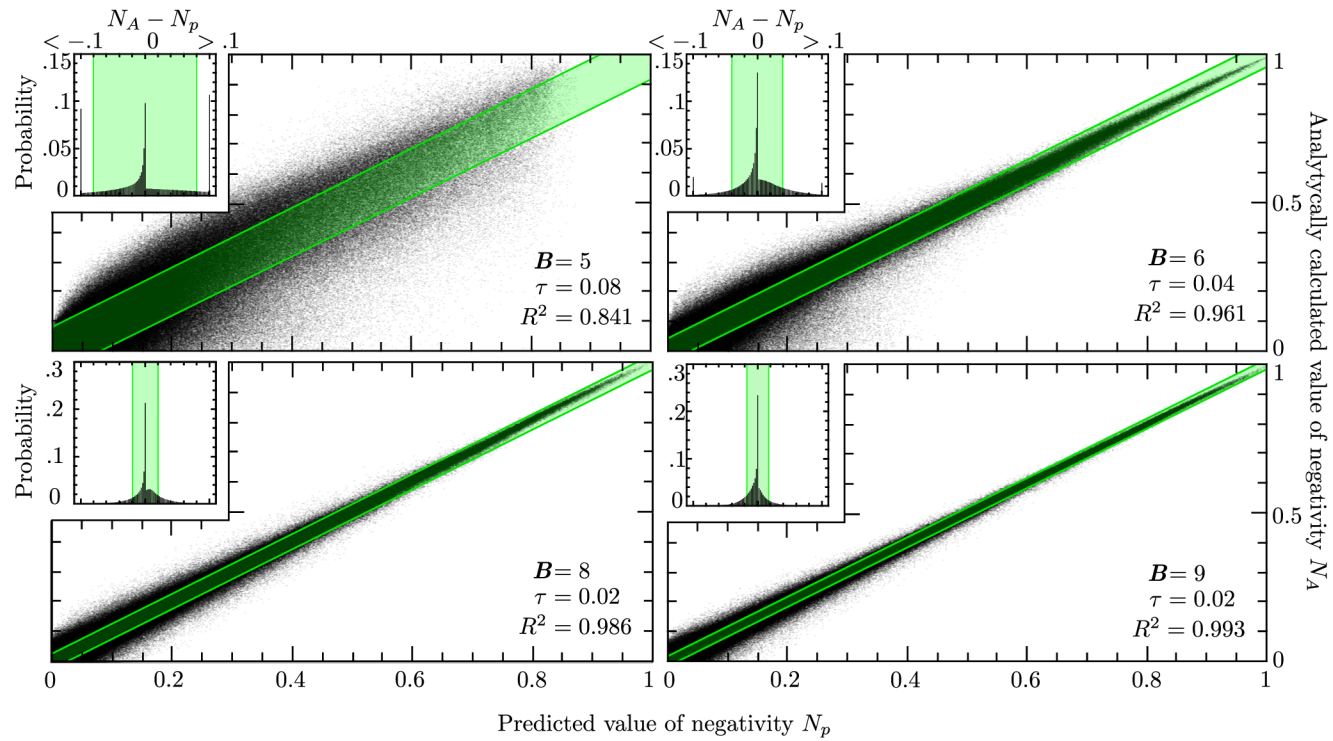 N_A − N_p
< −.1 0 > .1
N_A − N_p
< −.1 0 > .1
Probability
.15
.1
.05
0
B = 5
τ = 0.08
R² = 0.841
.15
.1
.05
0
B = 6
τ = 0.04
R² = 0.961
1
0.5
0
Probability
.3
.2
.1
0
B = 8
τ = 0.02
R² = 0.986
.3
.2
.1
0
B = 9
τ = 0.02
R² = 0.993
1
0.5
0
Analytycally calculated value of negativity N_A
0 0.2 0.4 0.6 0.8 1
0 0.2 0.4 0.6 0.8 1
Predicted value of negativity N_p